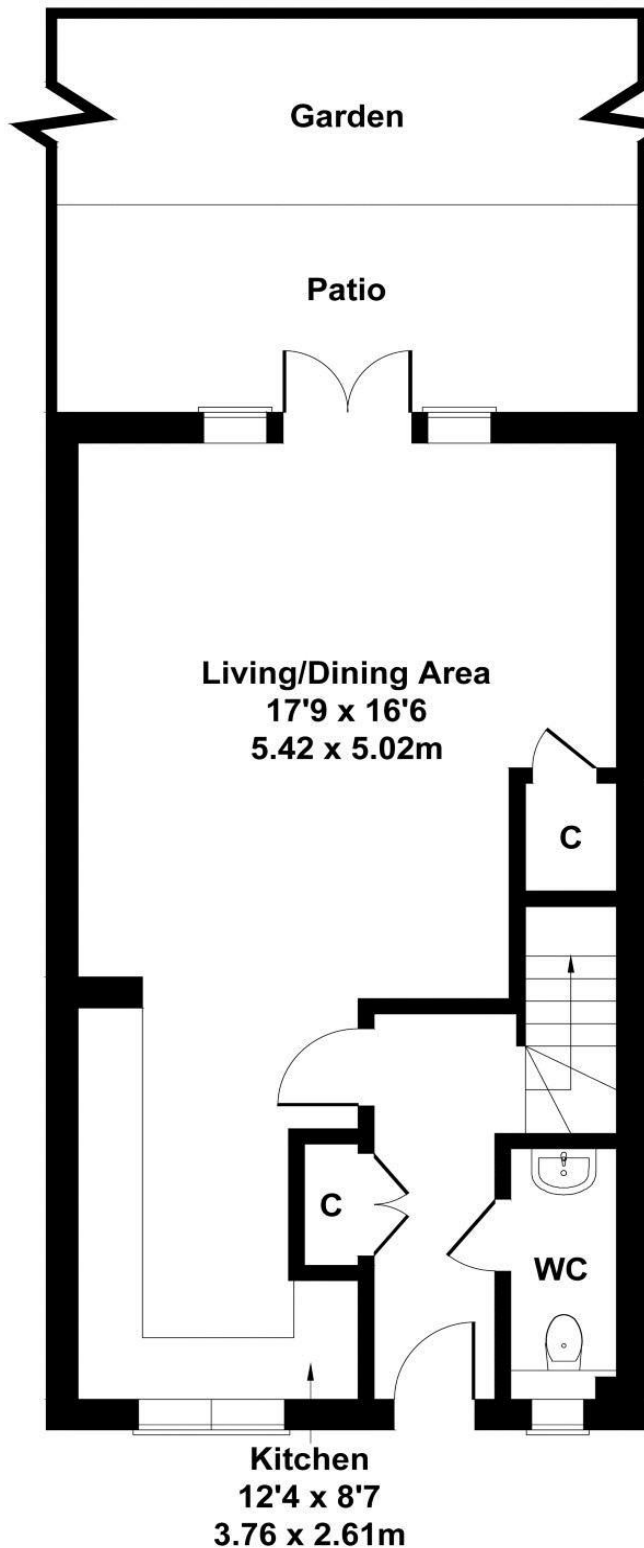 Garden
Patio
Living/Dining Area
17'9 x 16'6
5.42 x 5.02m
C
C
WC
Kitchen
12'4 x 8'7
3.76 x 2.61m